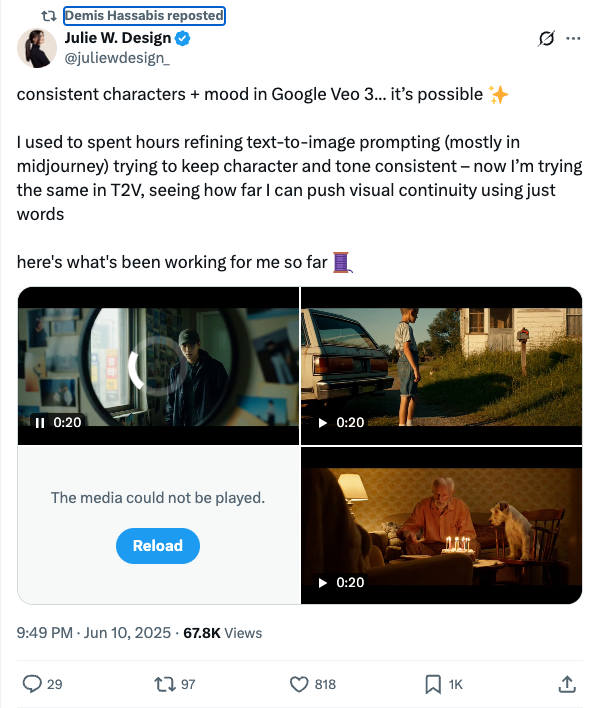 Demis Hassabis reposted
Julie W. Design
@juliewdesign_
consistent characters + mood in Google Veo 3... it’s possible ✨
I used to spent hours refining text-to-image prompting (mostly in
midjourney) trying to keep character and tone consistent – now I’m trying
the same in T2V, seeing how far I can push visual continuity using just
words
here's what's been working for me so far 🧵
0:20
0:20
The media could not be played.
Reload
0:20
9:49 PM · Jun 10, 2025 · 67.8K Views
29
97
818
1K